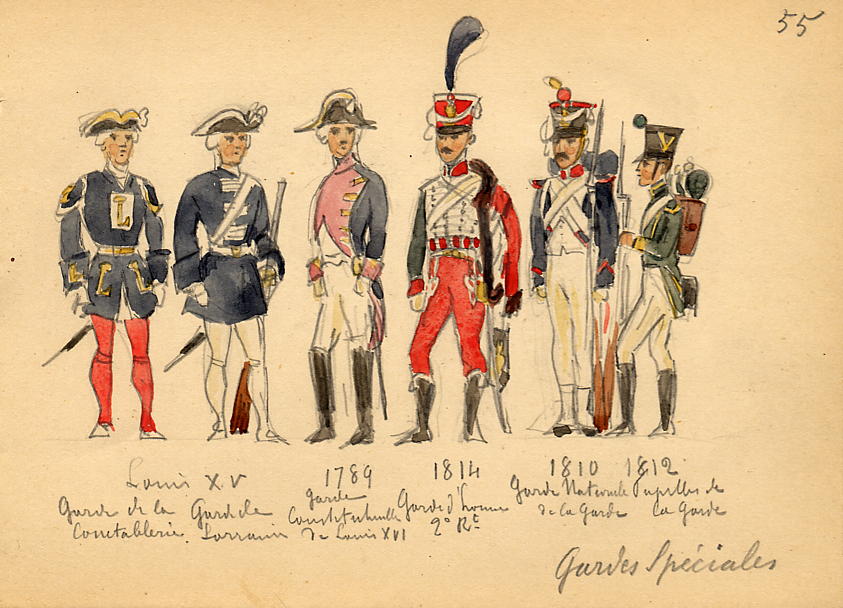 55
Louis XV
Garde de la
Connétablerie
Garde de
Lorraine
1789
Garde
Constitutionnelle
de Louis XVI
1814
Garde d'honneur
2e Rt
1810
Garde Nationale
de la Garde
1812
Pupilles de
la Garde
L
L
L
L
Gardes Spéciales